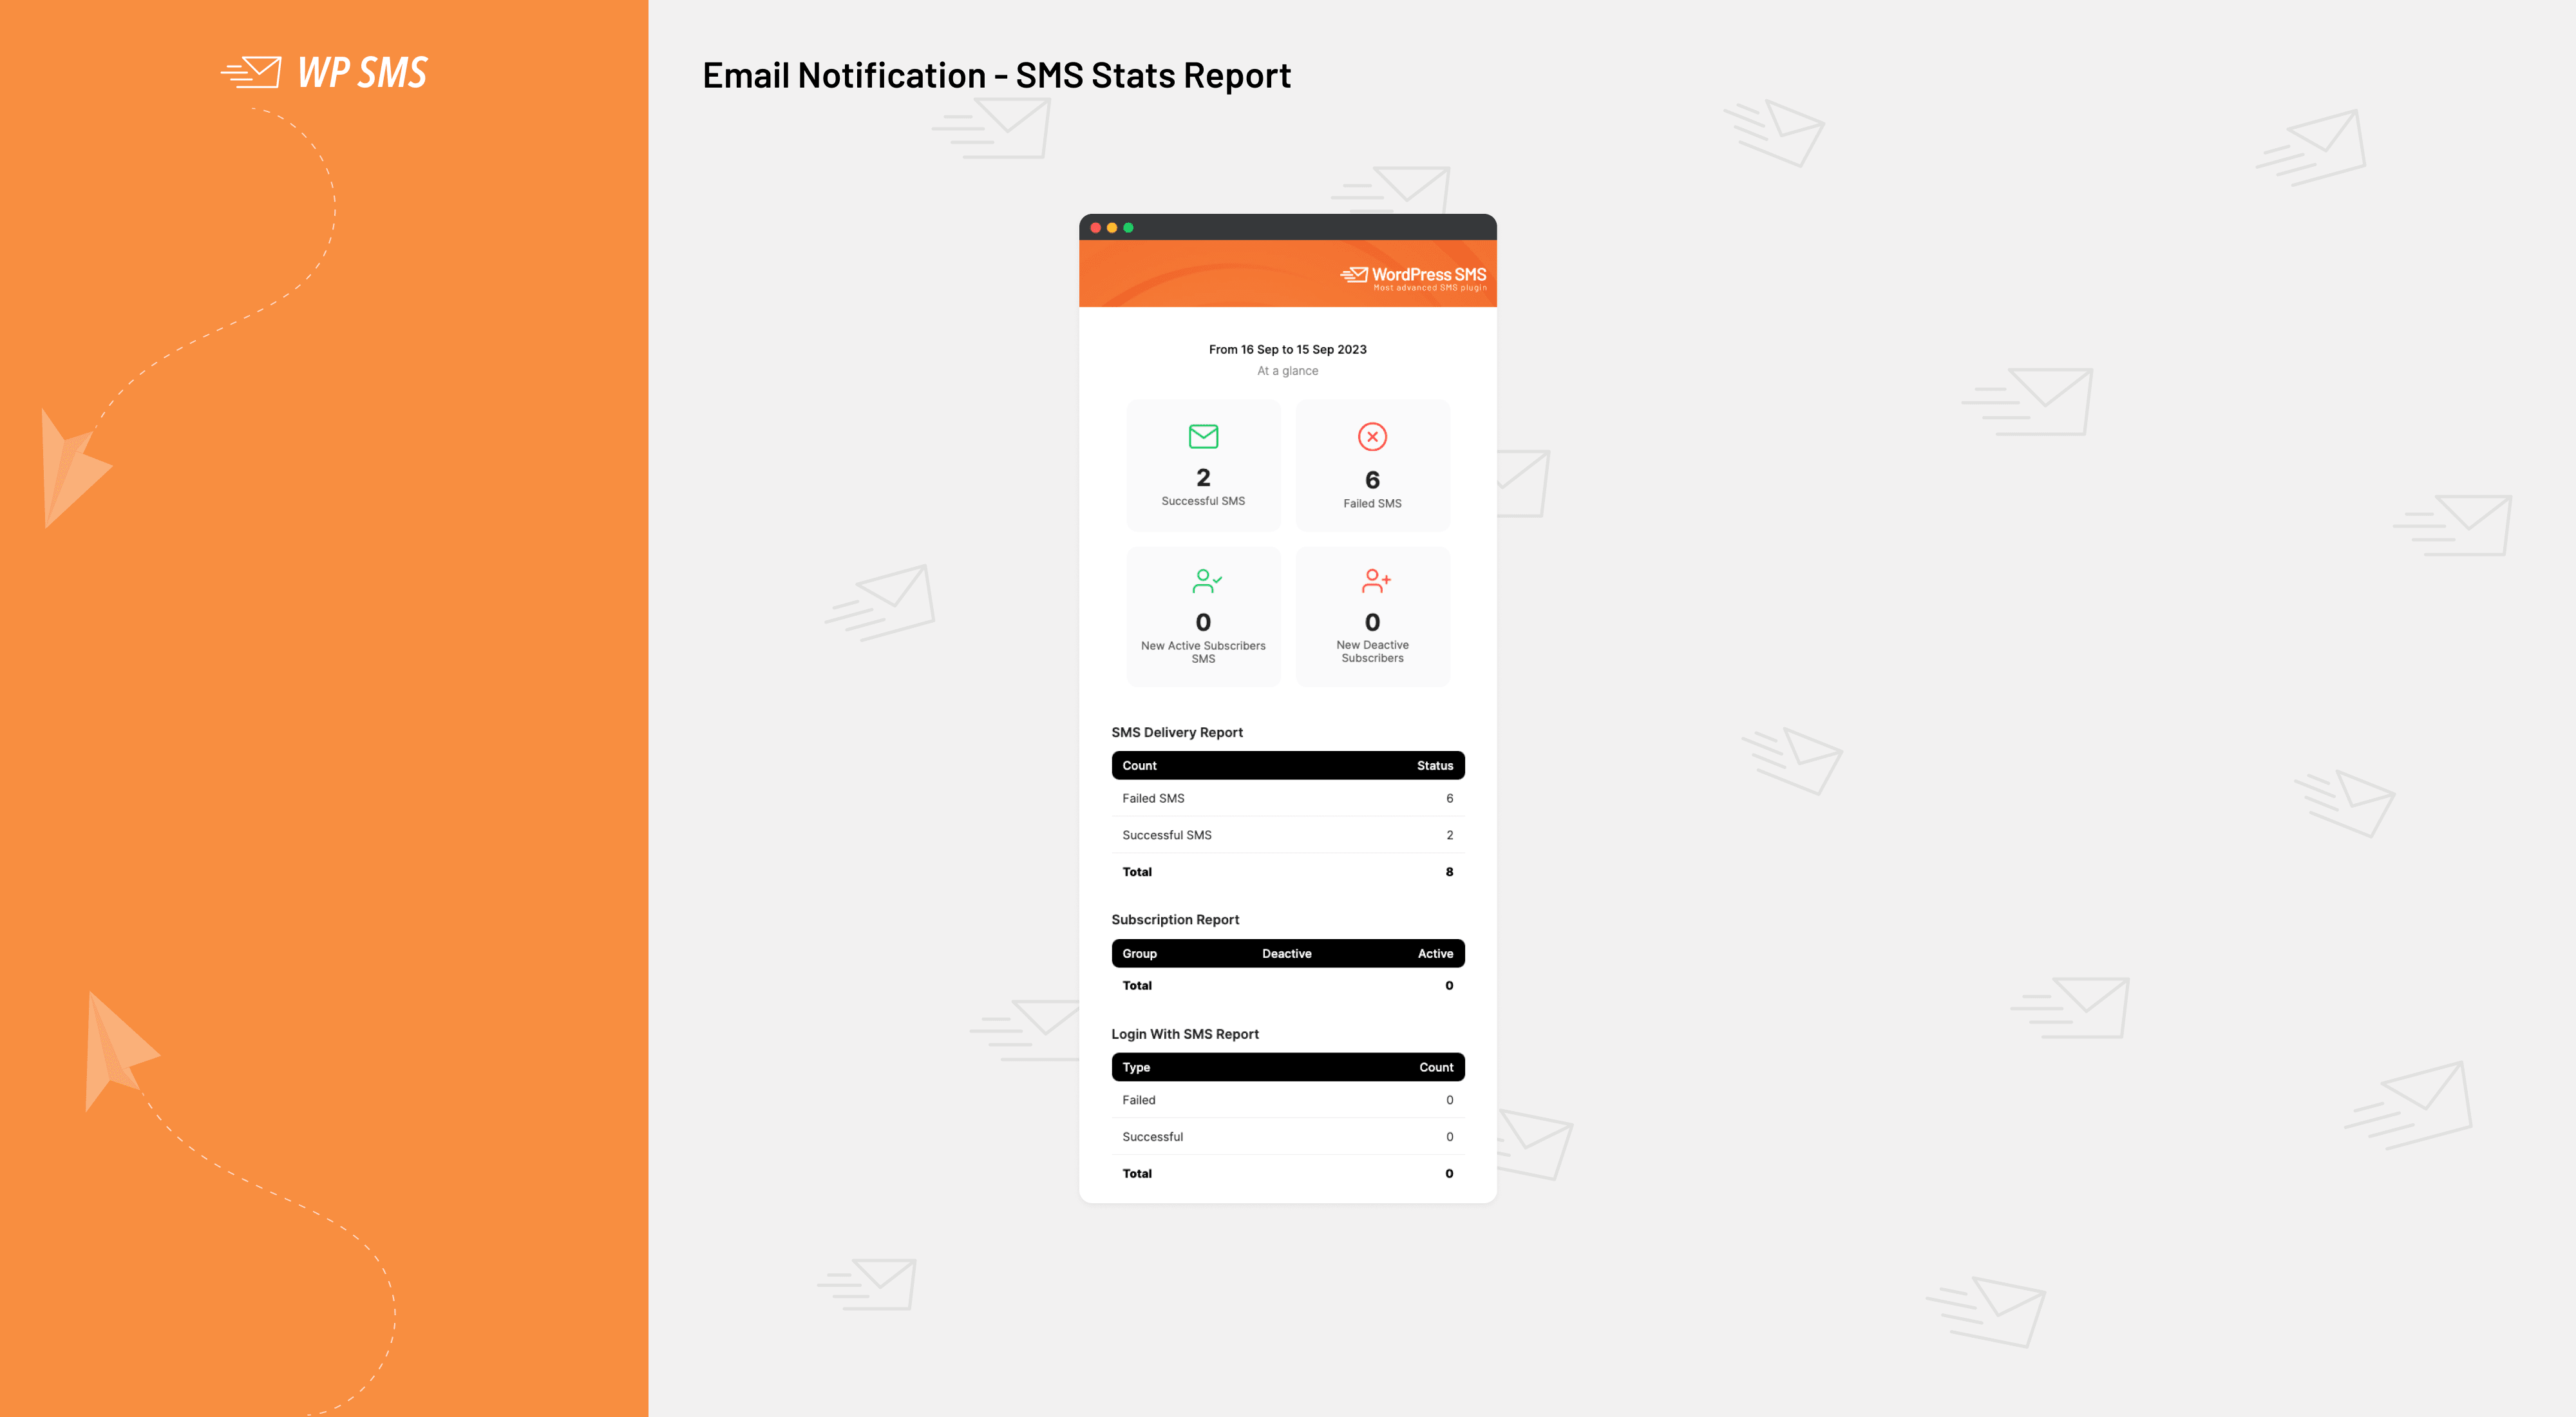 WP SMS
Email Notification - SMS Stats Report
WordPress SMS
Most advanced SMS plugin
From 16 Sep to 15 Sep 2023
At a glance
2
Successful SMS
6
Failed SMS
0
New Active Subscribers
SMS
0
New Deactive
Subscribers
SMS Delivery Report
Count Status
Failed SMS 6
Successful SMS 2
Total 8
Subscription Report
Group Deactive Active
Total 0
Login With SMS Report
Type Count
Failed 0
Successful 0
Total 0